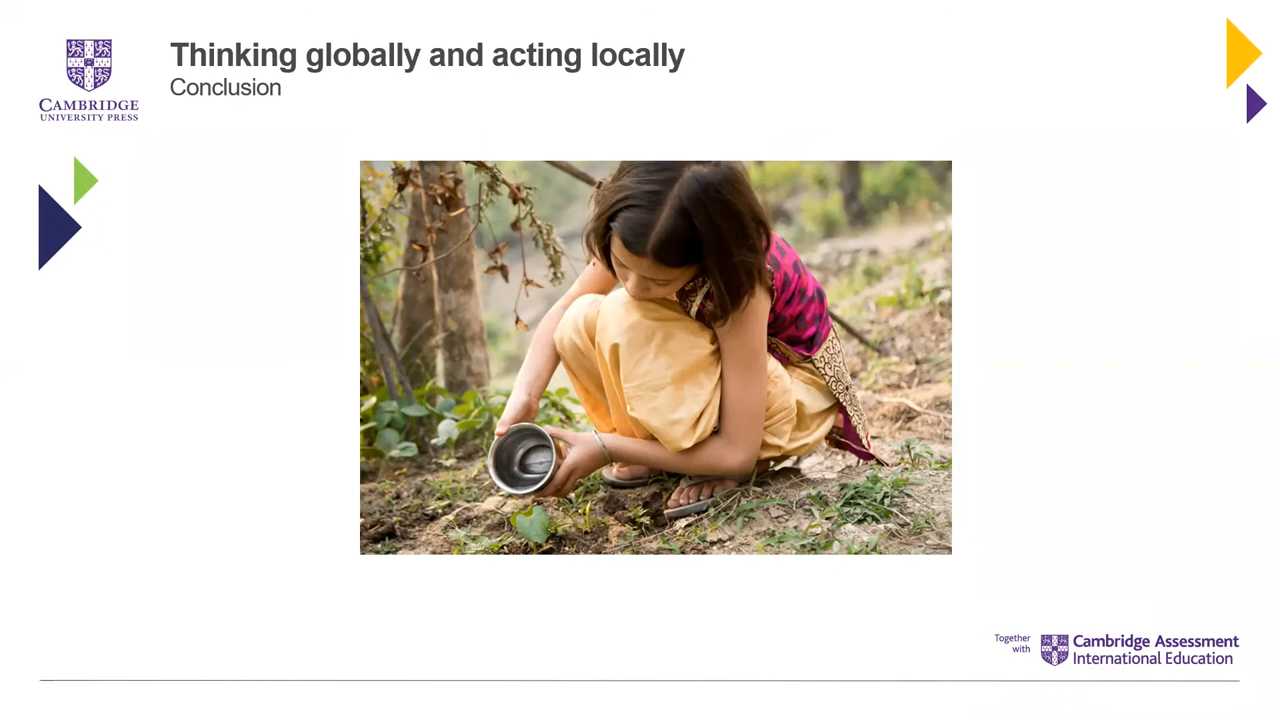 Thinking globally and acting locally
Conclusion
CAMBRIDGE
UNIVERSITY PRESS
Together
with
Cambridge Assessment
International Education